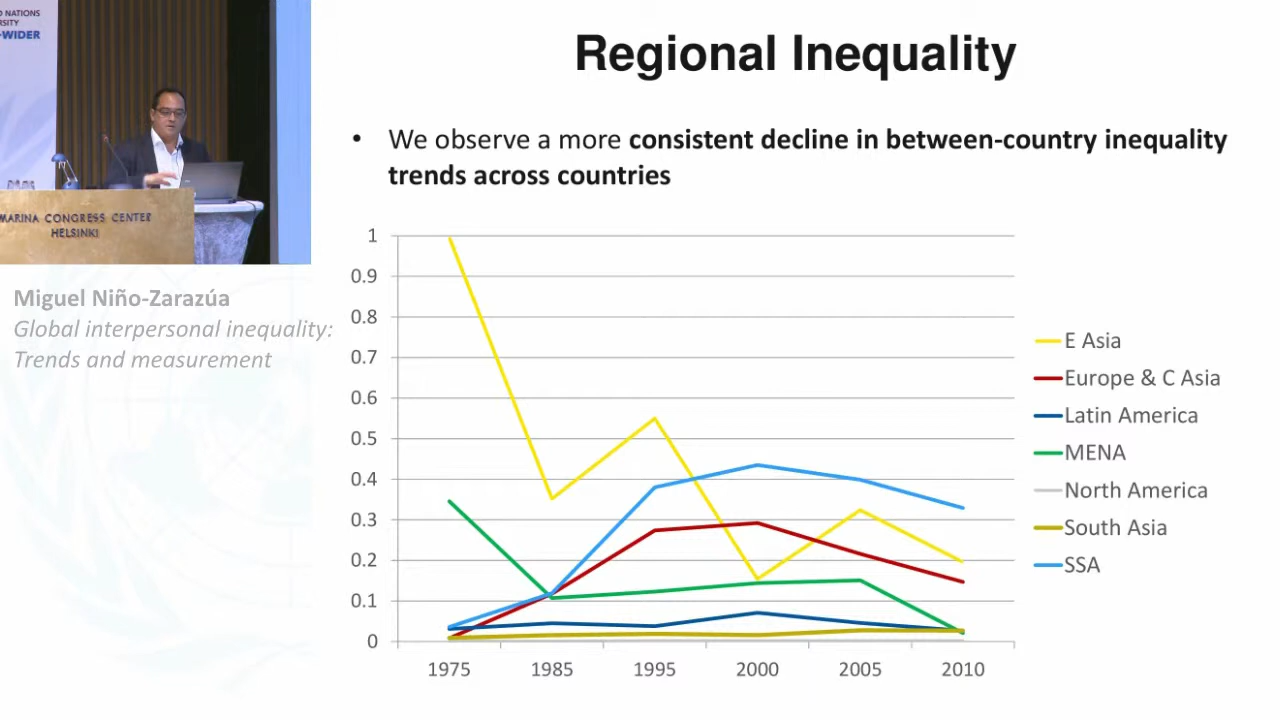 D NATIONS
RSITY
-WIDER
MARINA CONGRESS CENTER
HELSINKI
Miguel Niño-Zarazúa
Global interpersonal inequality:
Trends and measurement
Regional Inequality
• We observe a more consistent decline in between-country inequality
trends across countries
1
0.9
0.8
0.7
0.6
0.5
0.4
0.3
0.2
0.1
0
1975 1985 1995 2000 2005 2010
E Asia
Europe & C Asia
Latin America
MENA
North America
South Asia
SSA